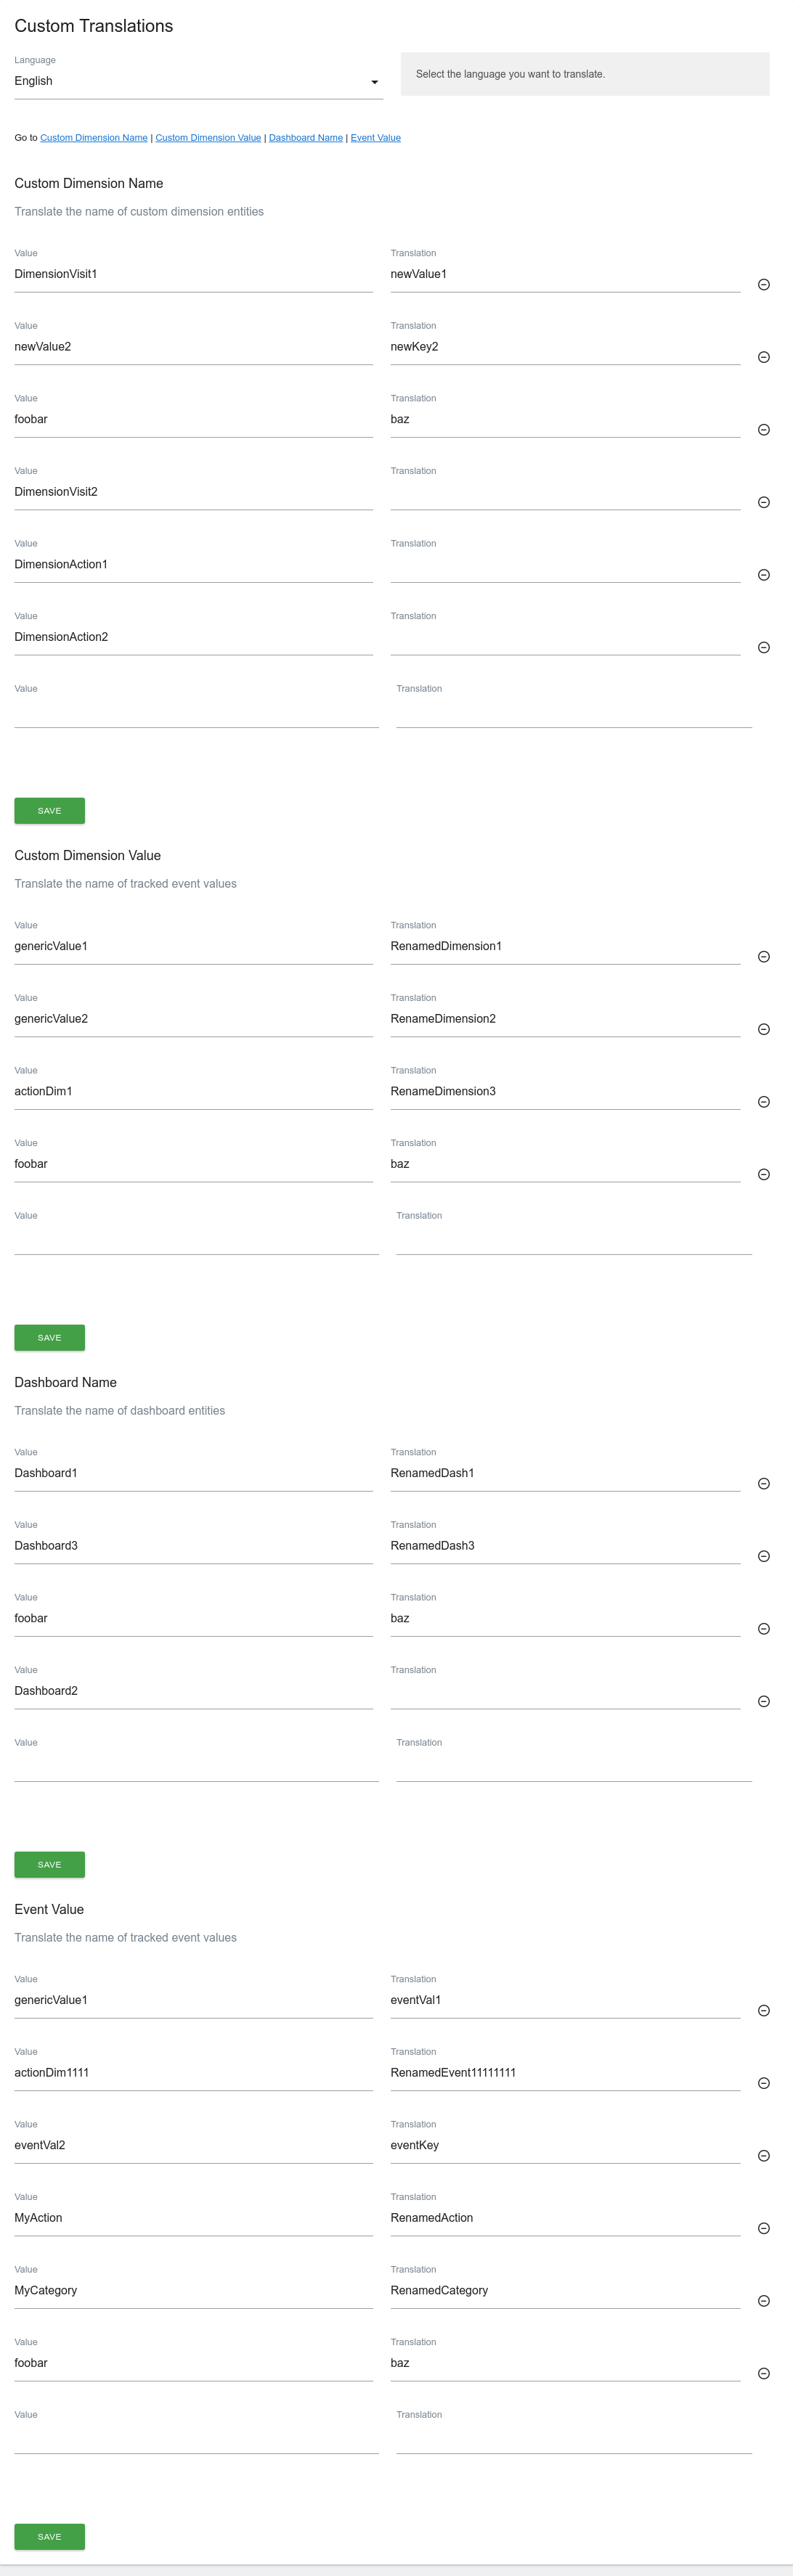 Custom Translations
Language
English
Select the language you want to translate.
Go to Custom Dimension Name | Custom Dimension Value | Dashboard Name | Event Value
Custom Dimension Name
Translate the name of custom dimension entities
Value Translation
DimensionVisit1 newValue1
Value Translation
newValue2 newKey2
Value Translation
foobar baz
Value Translation
DimensionVisit2
Value Translation
DimensionAction1
Value Translation
DimensionAction2
Value Translation
SAVE
Custom Dimension Value
Translate the name of tracked event values
Value Translation
genericValue1 RenamedDimension1
Value Translation
genericValue2 RenameDimension2
Value Translation
actionDim1 RenameDimension3
Value Translation
foobar baz
Value Translation
SAVE
Dashboard Name
Translate the name of dashboard entities
Value Translation
Dashboard1 RenamedDash1
Value Translation
Dashboard3 RenamedDash3
Value Translation
foobar baz
Value Translation
Dashboard2
Value Translation
SAVE
Event Value
Translate the name of tracked event values
Value Translation
genericValue1 eventVal1
Value Translation
actionDim1111 RenamedEvent11111111
Value Translation
eventVal2 eventKey
Value Translation
MyAction RenamedAction
Value Translation
MyCategory RenamedCategory
Value Translation
foobar baz
Value Translation
SAVE